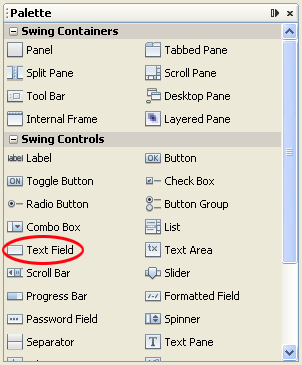 Palette
Swing Containers
Panel Tabbed Pane
Split Pane Scroll Pane
Tool Bar Desktop Pane
Internal Frame Layered Pane
Swing Controls
label Label OK Button
ON Toggle Button Check Box
Radio Button Button Group
Combo Box List
Text Field tx Text Area
Scroll Bar Slider
Progress Bar Formatted Field
Password Field Spinner
Separator T Text Pane